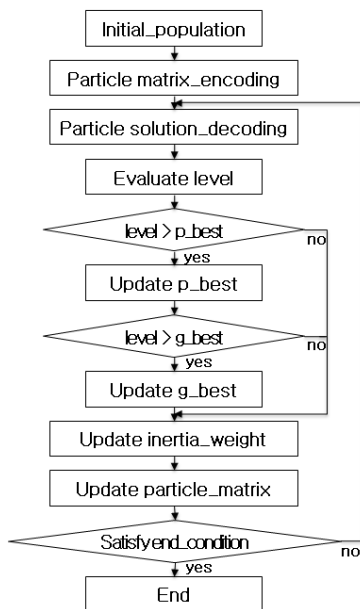 Initial_population
Particle matrix_encoding
Particle solution_decoding
Evaluate level
level > p_best
no
yes
Update p_best
level > g_best
no
yes
Update g_best
Update inertia_weight
Update particle_matrix
Satisfy end_condition
no
yes
End